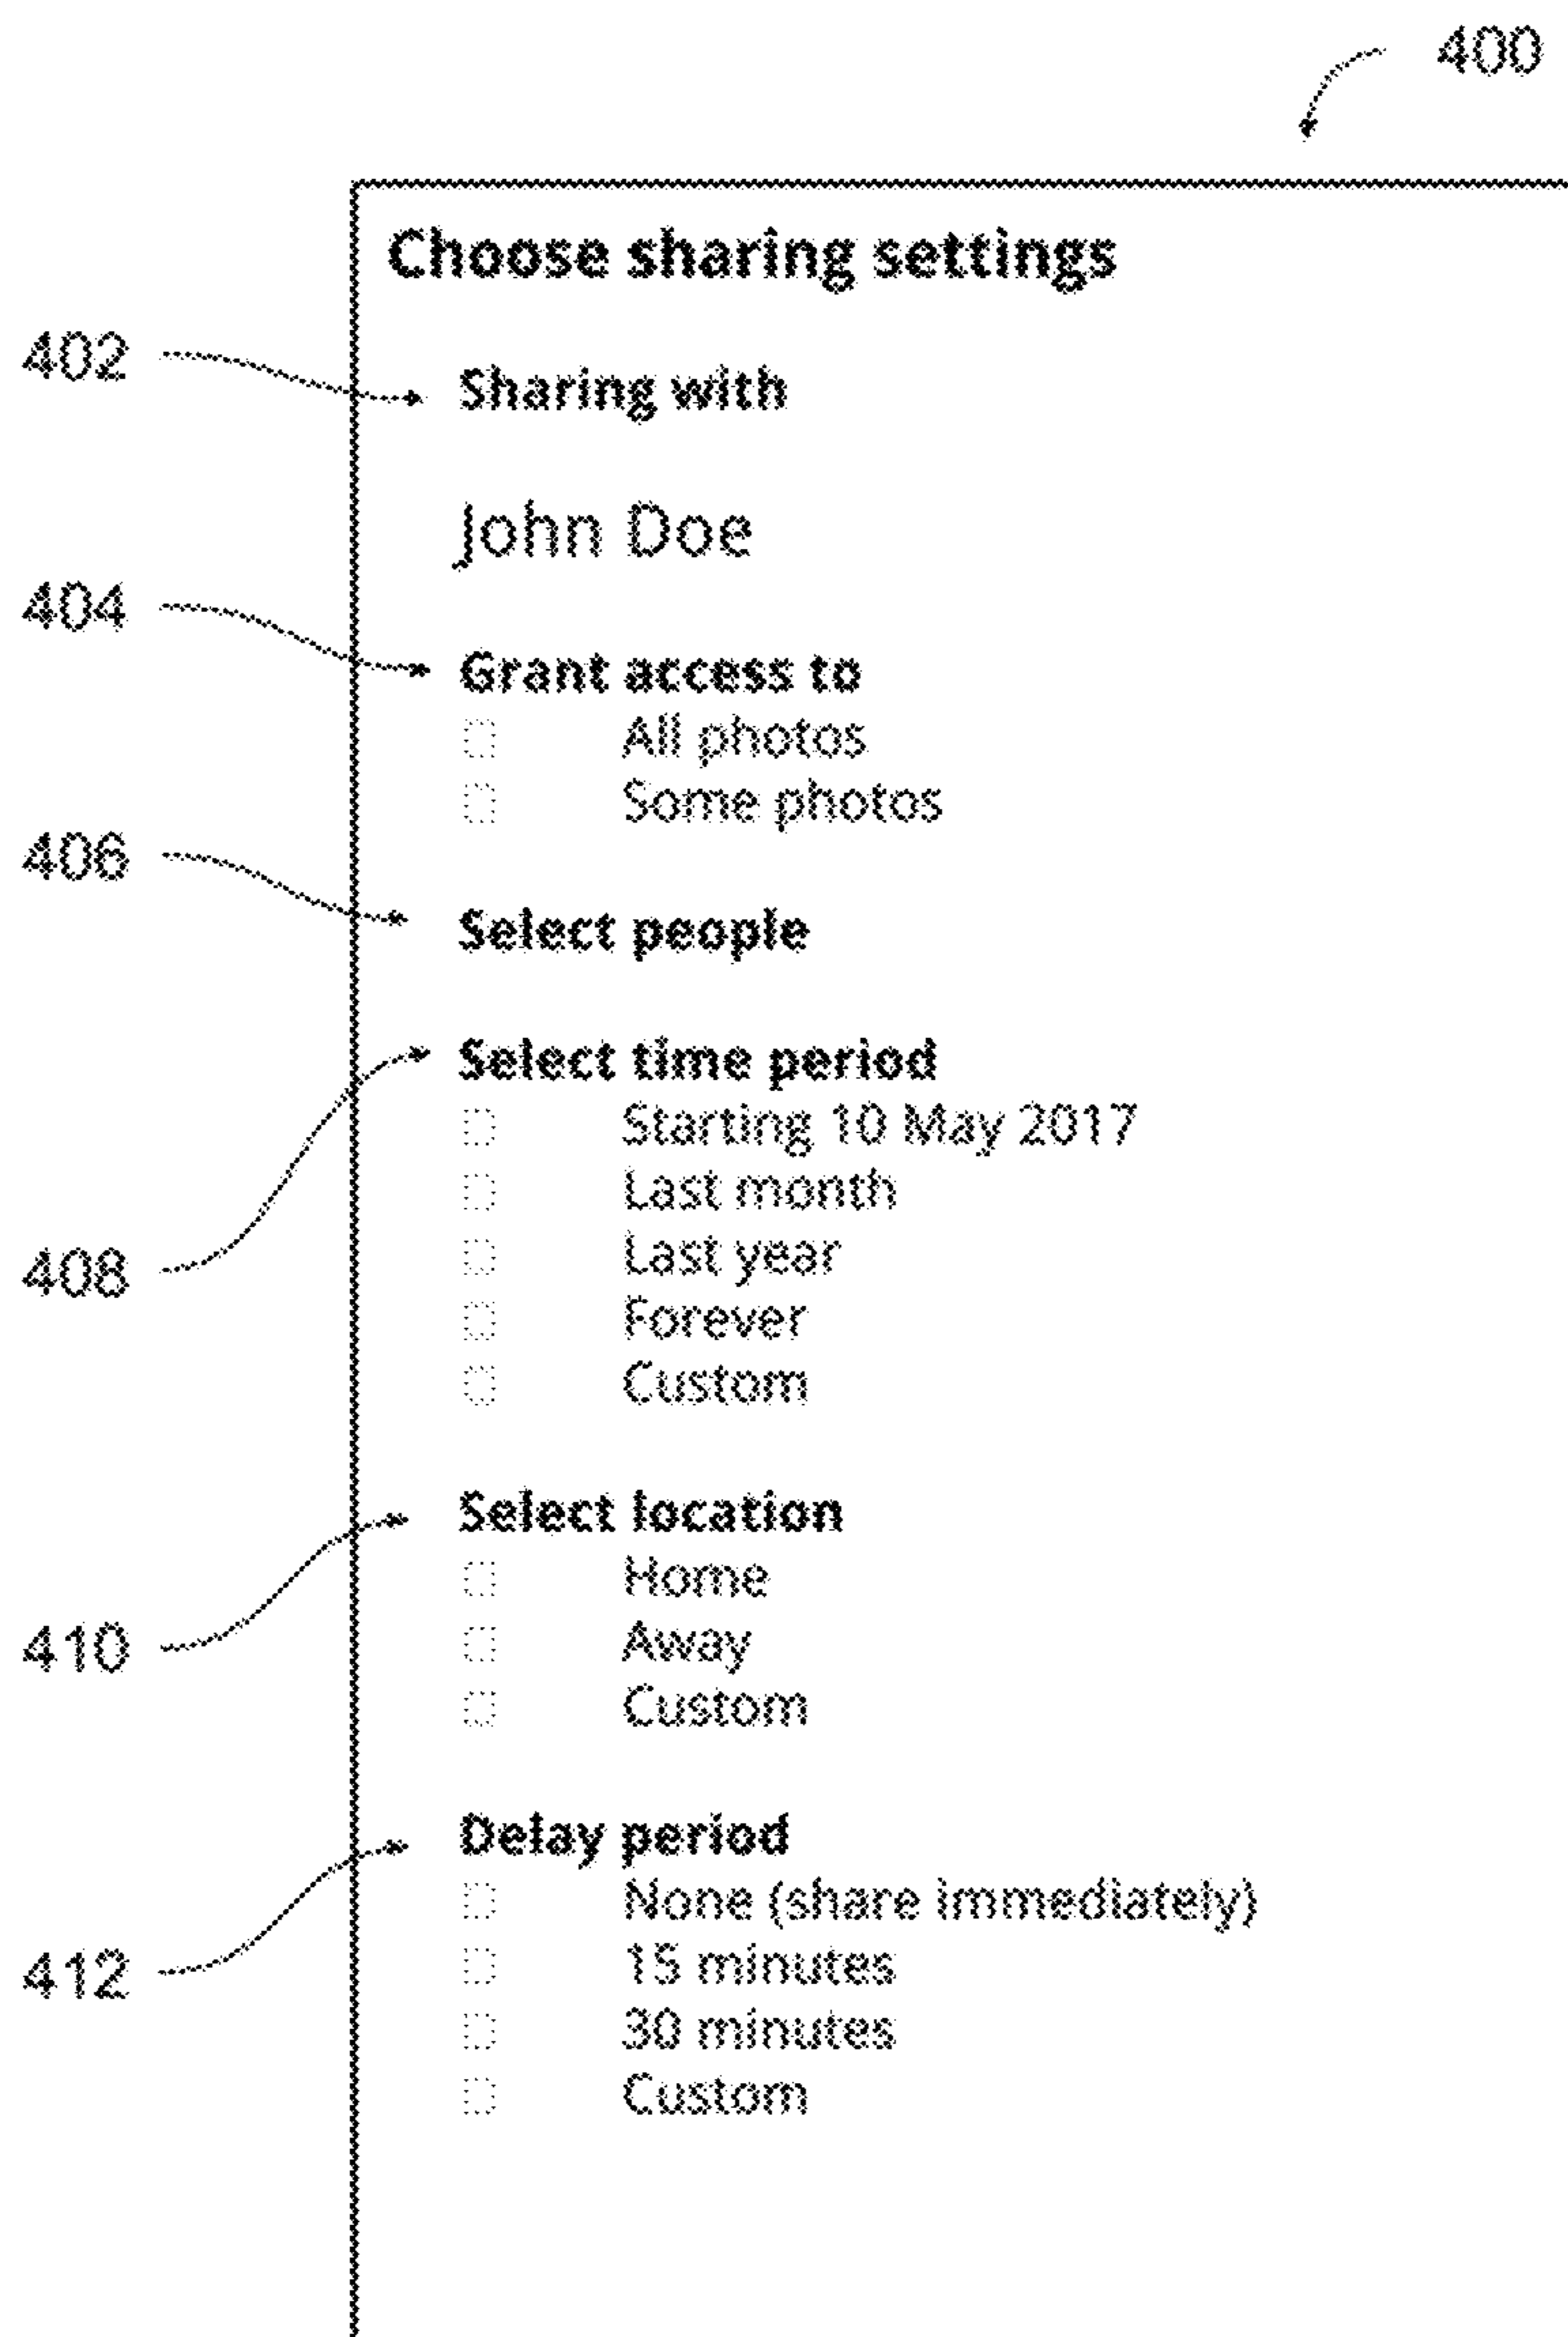 400
Choose sharing settings
402
Sharing with
John Doe
404
Grant access to
All photos
Some photos
406
Select people
Select time period
Starting 10 May 2017
Last month
Last year
408
Forever
Custom
Select location
Home
410
Away
Custom
Delay period
None (share immediately)
15 minutes
412
30 minutes
Custom